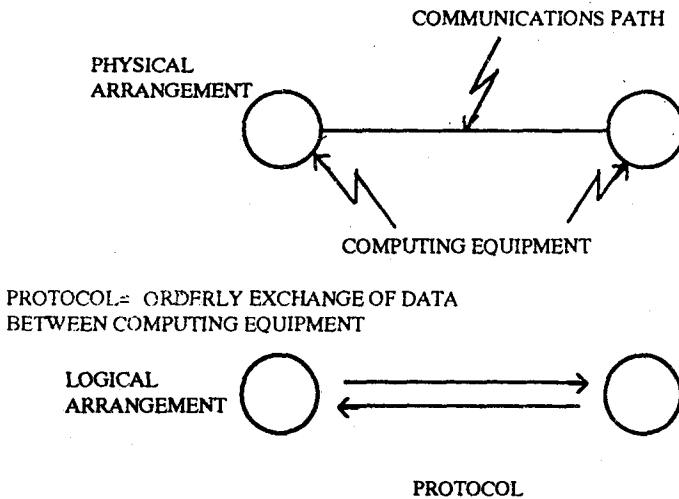 COMMUNICATIONS PATH
PHYSICAL
ARRANGEMENT
COMPUTING EQUIPMENT
PROTOCOL= ORDERLY EXCHANGE OF DATA
BETWEEN COMPUTING EQUIPMENT
LOGICAL
ARRANGEMENT
PROTOCOL